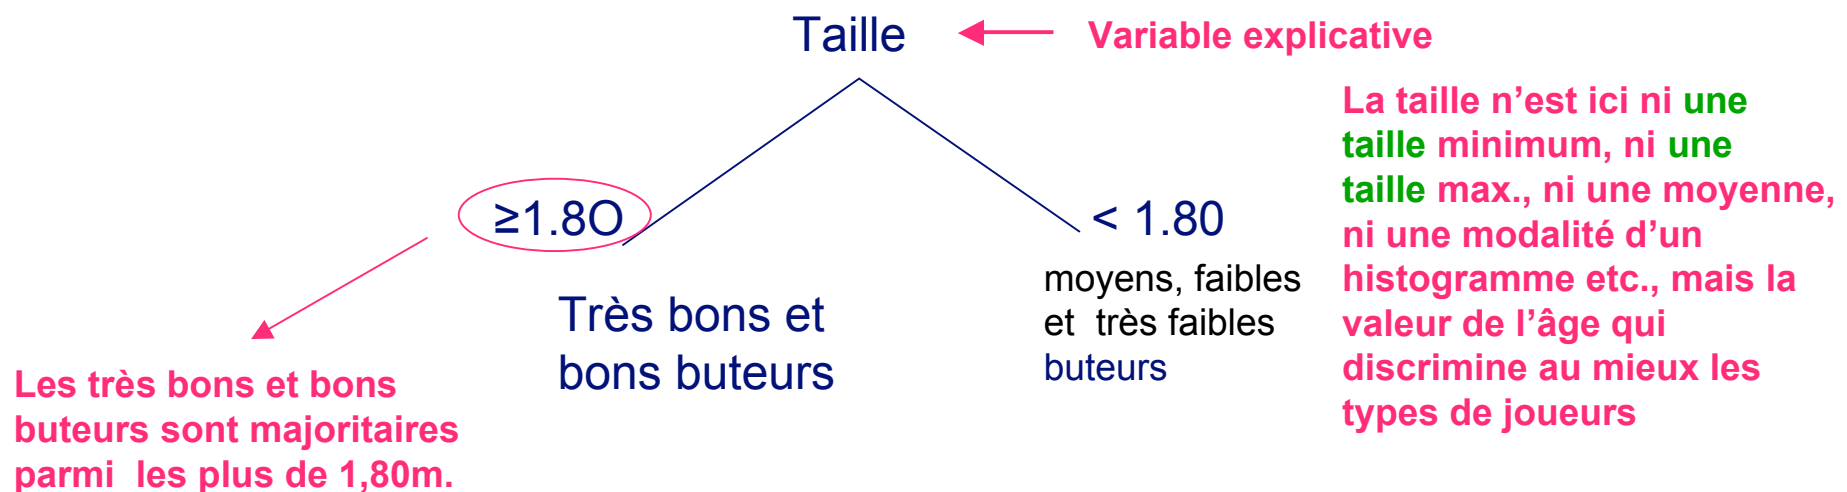 Taille
Variable explicative
≥1.8O
Très bons et
bons buteurs
Les très bons et bons
buteurs sont majoritaires
parmi les plus de 1,80m.
< 1.80
moyens, faibles
et très faibles
buteurs
La taille n’est ici ni une
taille minimum, ni une
taille max., ni une moyenne,
ni une modalité d’un
histogramme etc., mais la
valeur de l’âge qui
discrimine au mieux les
types de joueurs